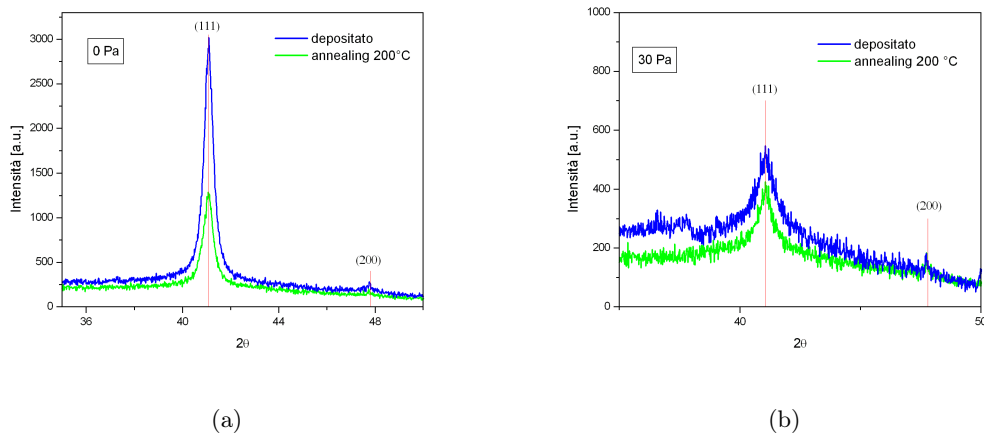 (111)
0 Pa
depositato
annealing 200°C
(200)
Intensità [a.u.]
3000
2500
2000
1500
1000
500
0
36
40
44
48
2θ
(a)
30 Pa
depositato
annealing 200 °C
(111)
(200)
Intensità [a.u.]
1000
800
600
400
200
0
40
50
2θ
(b)